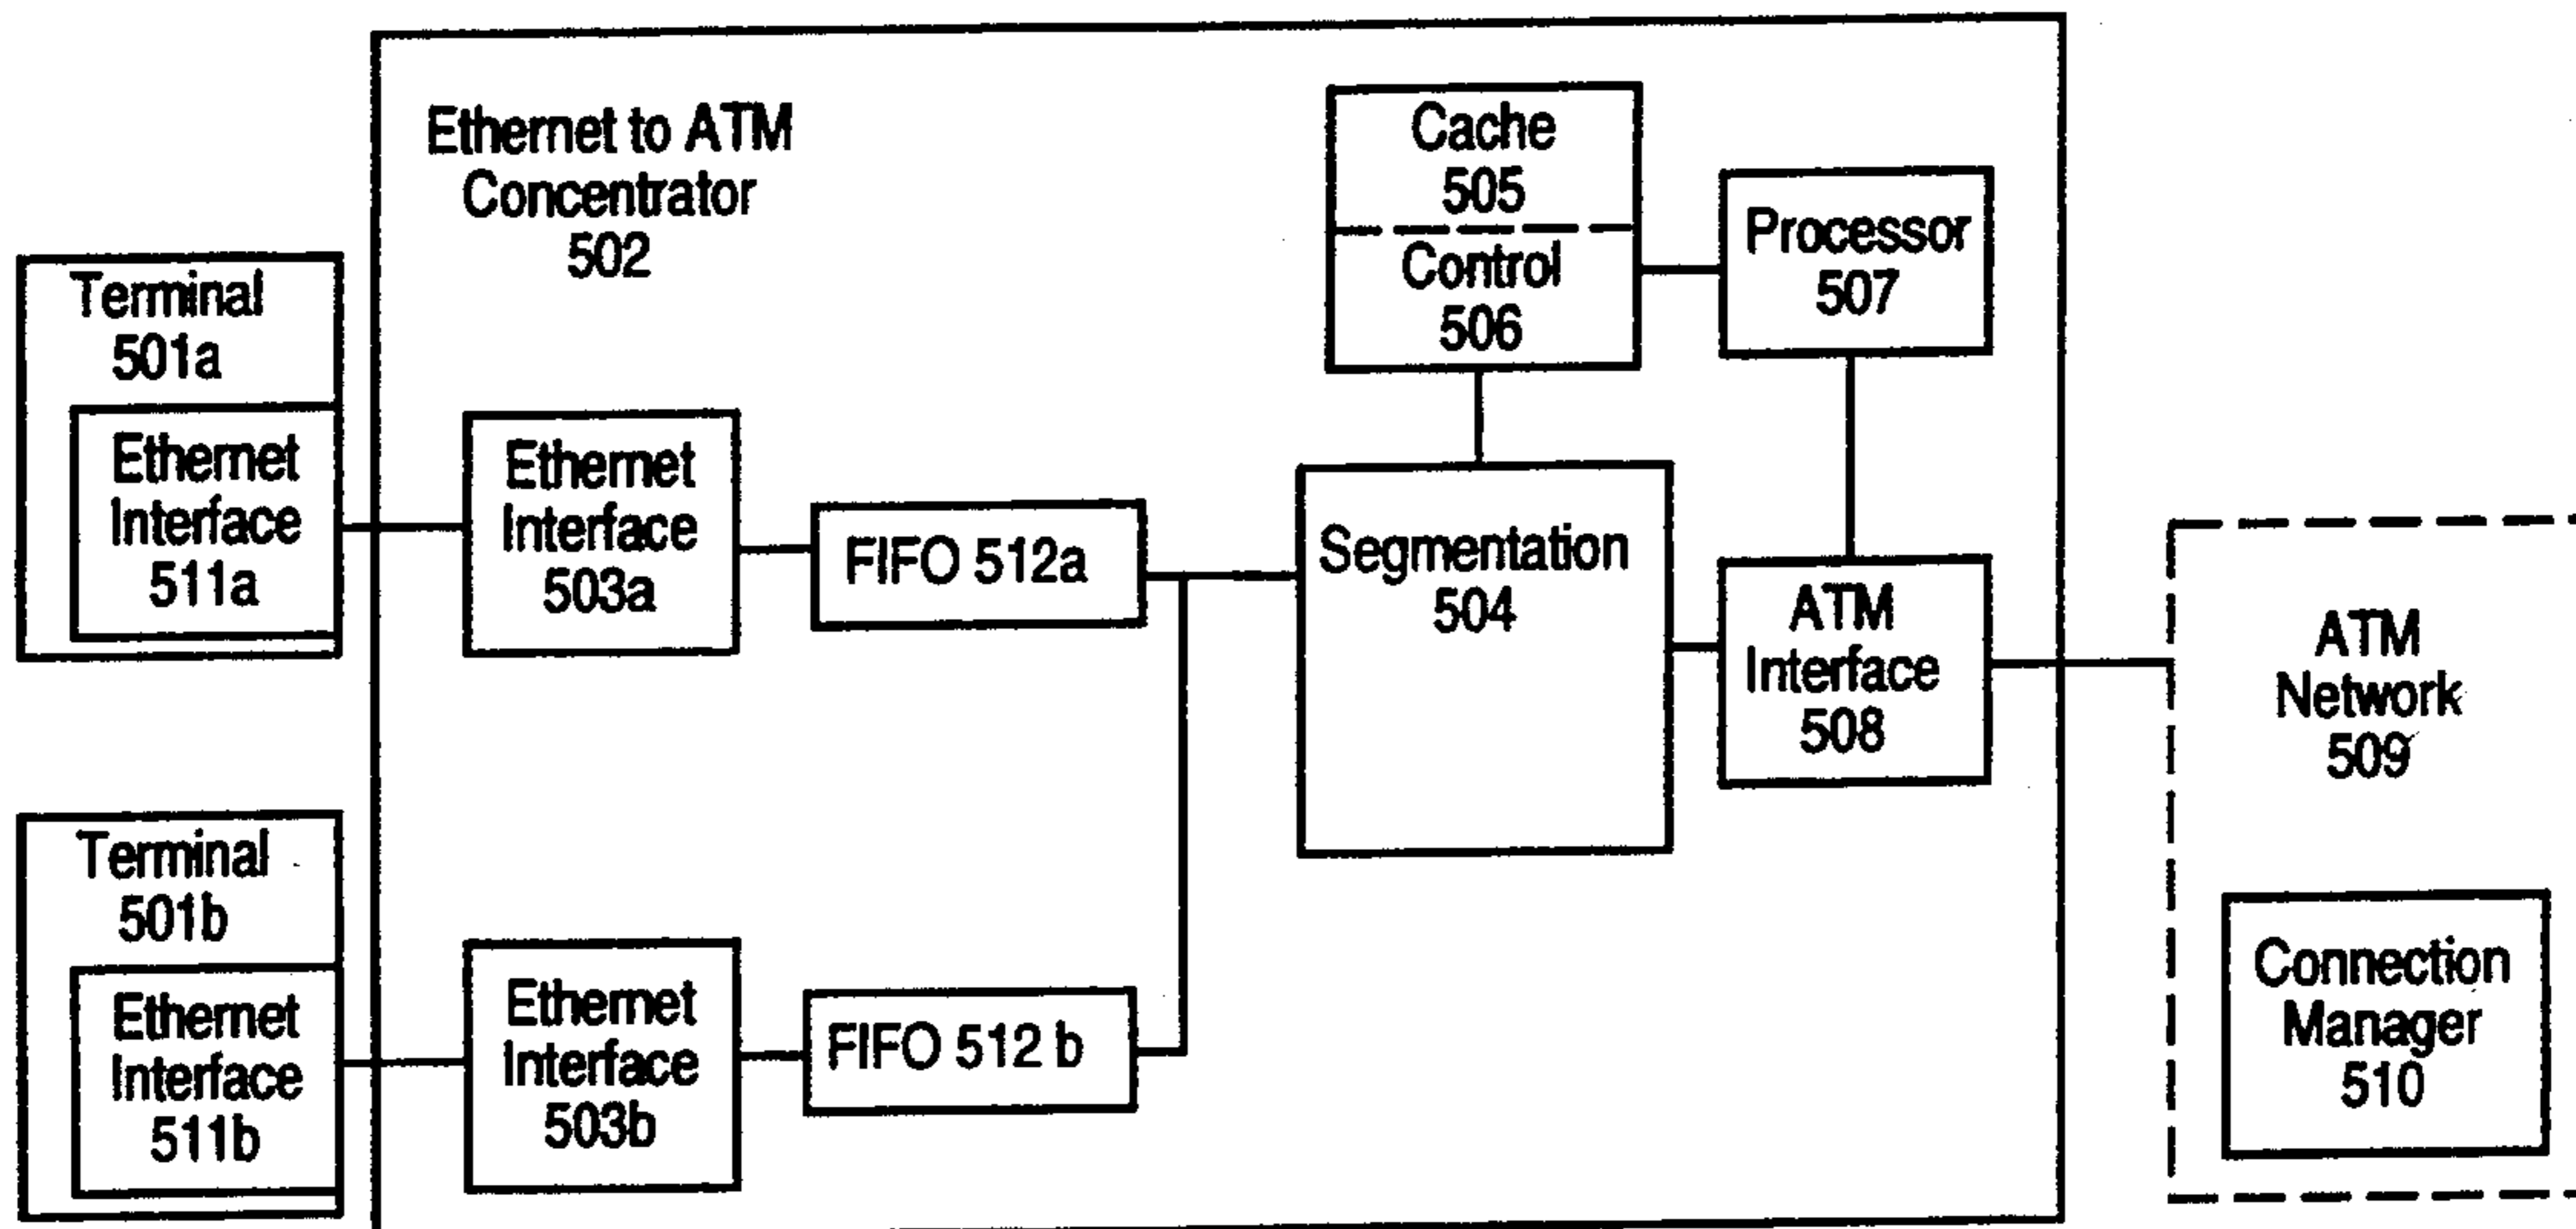 Ethernet to ATM
Concentrator
502
Terminal
501a
Ethernet
Interface
511a
Terminal
501b
Ethernet
Interface
511b
Ethernet
Interface
503a
FIFO 512a
Ethernet
Interface
503b
FIFO 512 b
Cache
505
Control
506
Processor
507
Segmentation
504
ATM
Interface
508
ATM
Network
509
Connection
Manager
510